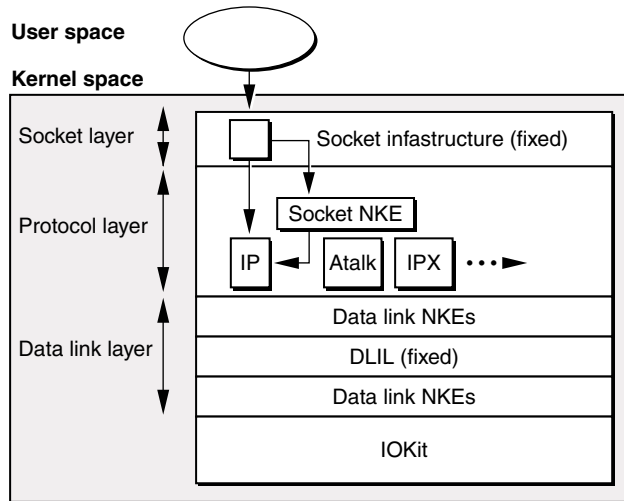 User space
Kernel space
Socket layer
Socket infastructure (fixed)
Protocol layer
Socket NKE
IP
Atalk
IPX
Data link layer
Data link NKEs
DLIL (fixed)
Data link NKEs
IOKit